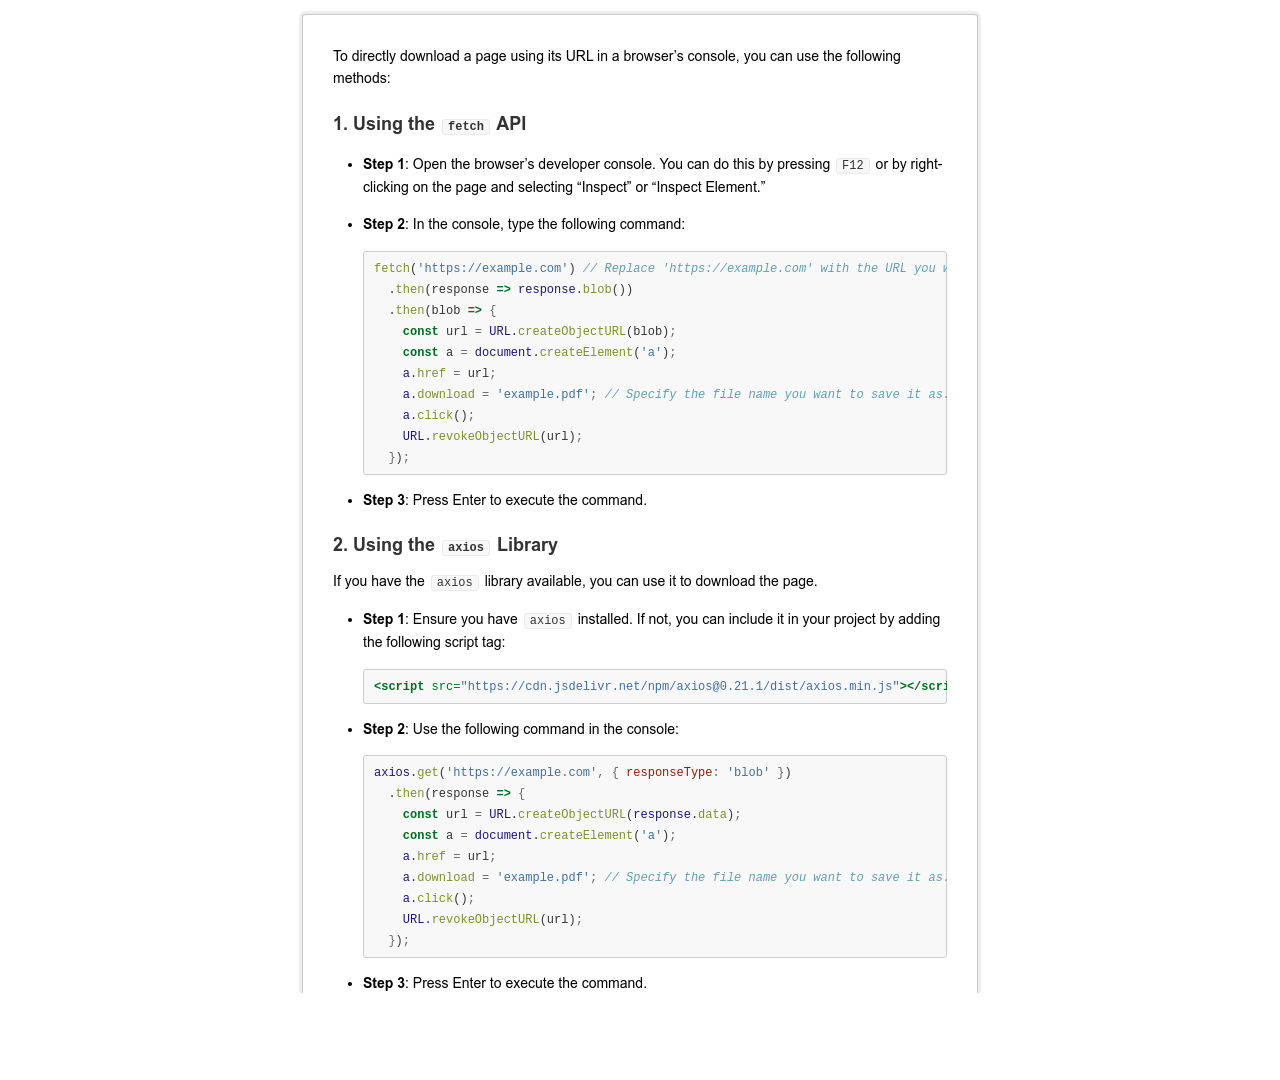 To directly download a page using its URL in a browser’s console, you can use the following
methods:
1. Using the fetch API
• Step 1: Open the browser’s developer console. You can do this by pressing F12 or by right-
clicking on the page and selecting “Inspect” or “Inspect Element.”
• Step 2: In the console, type the following command:
fetch('https://example.com') // Replace 'https://example.com' with the URL you
  .then(response => response.blob())
  .then(blob => {
    const url = URL.createObjectURL(blob);
    const a = document.createElement('a');
    a.href = url;
    a.download = 'example.pdf'; // Specify the file name you want to save it as.
    a.click();
    URL.revokeObjectURL(url);
  });
• Step 3: Press Enter to execute the command.
2. Using the axios Library
If you have the axios library available, you can use it to download the page.
• Step 1: Ensure you have axios installed. If not, you can include it in your project by adding
the following script tag:
<script src="https://cdn.jsdelivr.net/npm/axios@0.21.1/dist/axios.min.js"></scri
• Step 2: Use the following command in the console:
axios.get('https://example.com', { responseType: 'blob' })
  .then(response => {
    const url = URL.createObjectURL(response.data);
    const a = document.createElement('a');
    a.href = url;
    a.download = 'example.pdf'; // Specify the file name you want to save it as.
    a.click();
    URL.revokeObjectURL(url);
  });
• Step 3: Press Enter to execute the command.